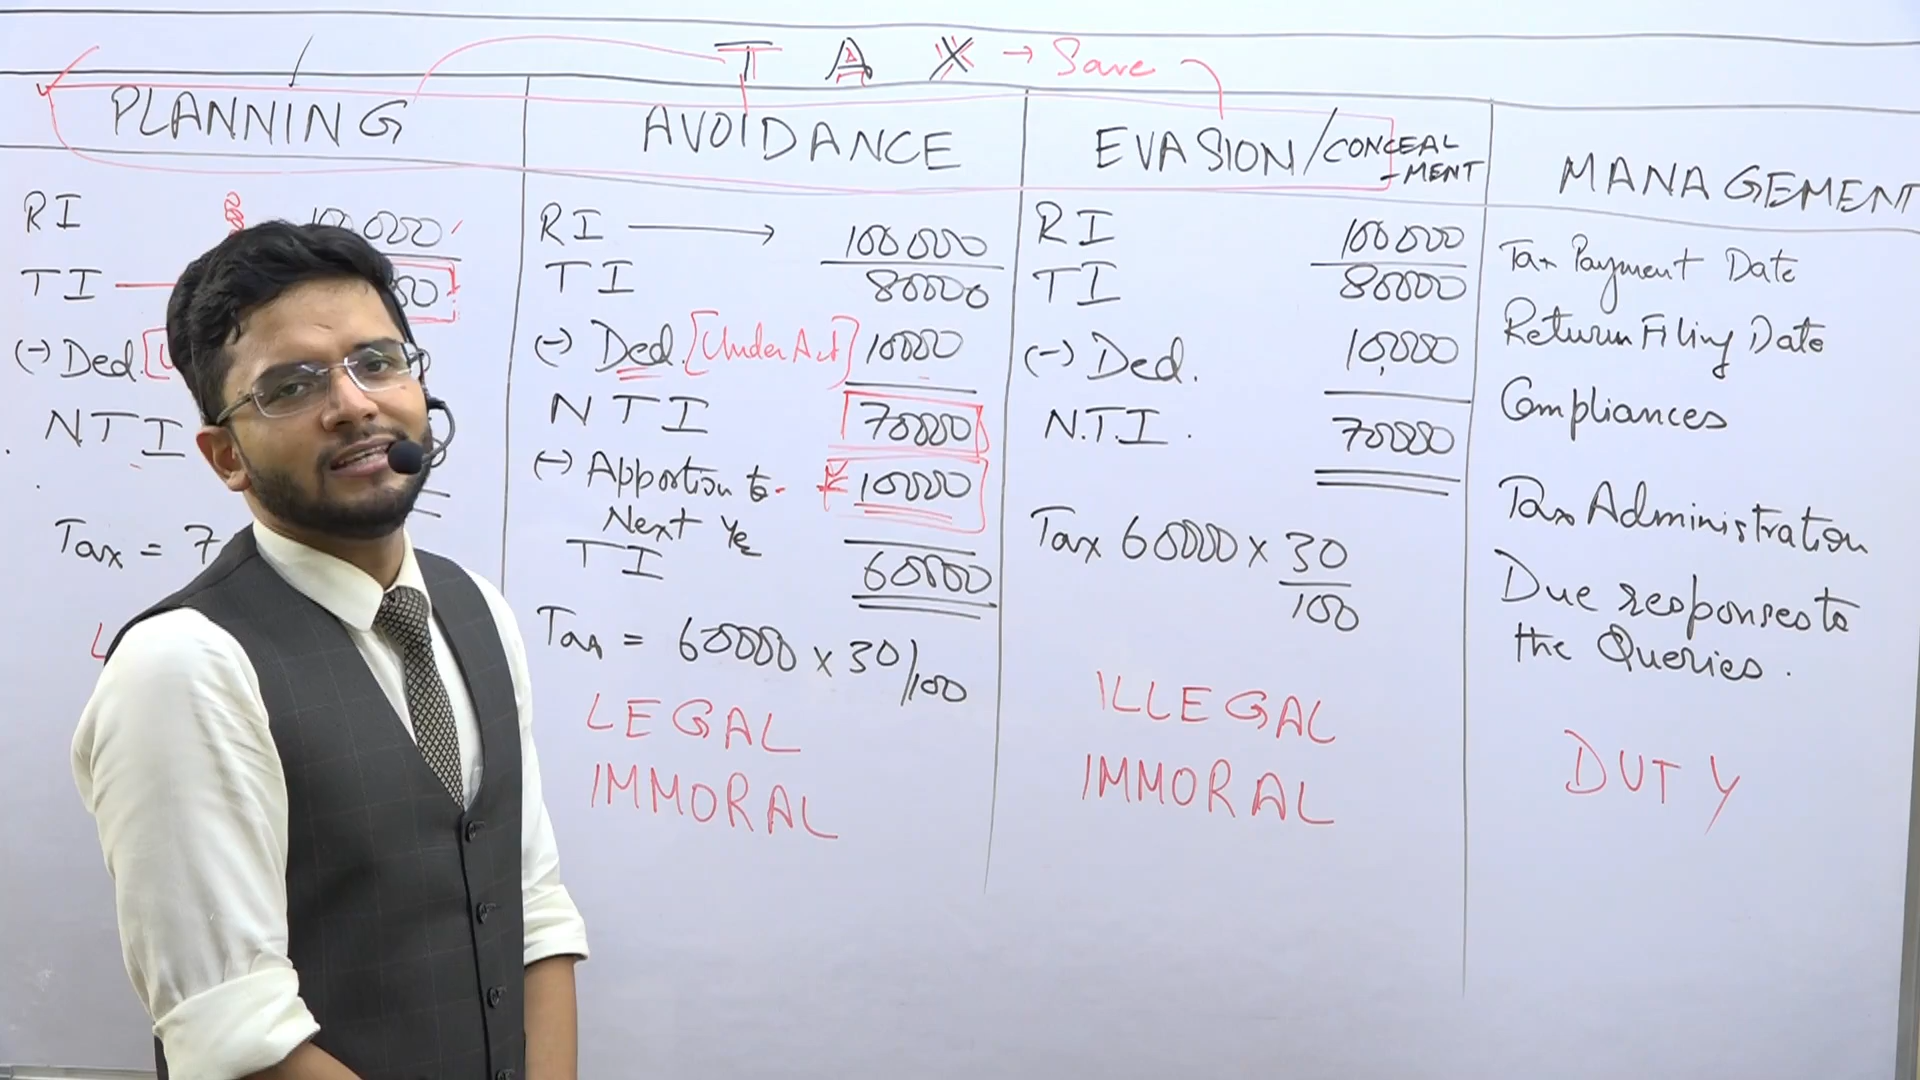 T A X → Save
PLANNING
RI
TI
(-) Ded.
NTI
Tax = 7
AVOIDANCE
RI → 100000
TI 80000
(-) Ded. [Under Act] 10000
NTI 70000
(-) Apportion to 10000
Next Yr
TI 60000
Tax = 60000 x 30/100
LEGAL
IMMORAL
EVASION/CONCEAL
-MENT
RI 100000
TI 80000
(-) Ded. 10,000
N.T.I. 70000
Tax 60000 x 30
100
ILLEGAL
IMMORAL
MANAGEMENT
Tax Payment Date
Return Filing Date
Compliances
Tax Administration
Due responses to
the Queries.
DUTY